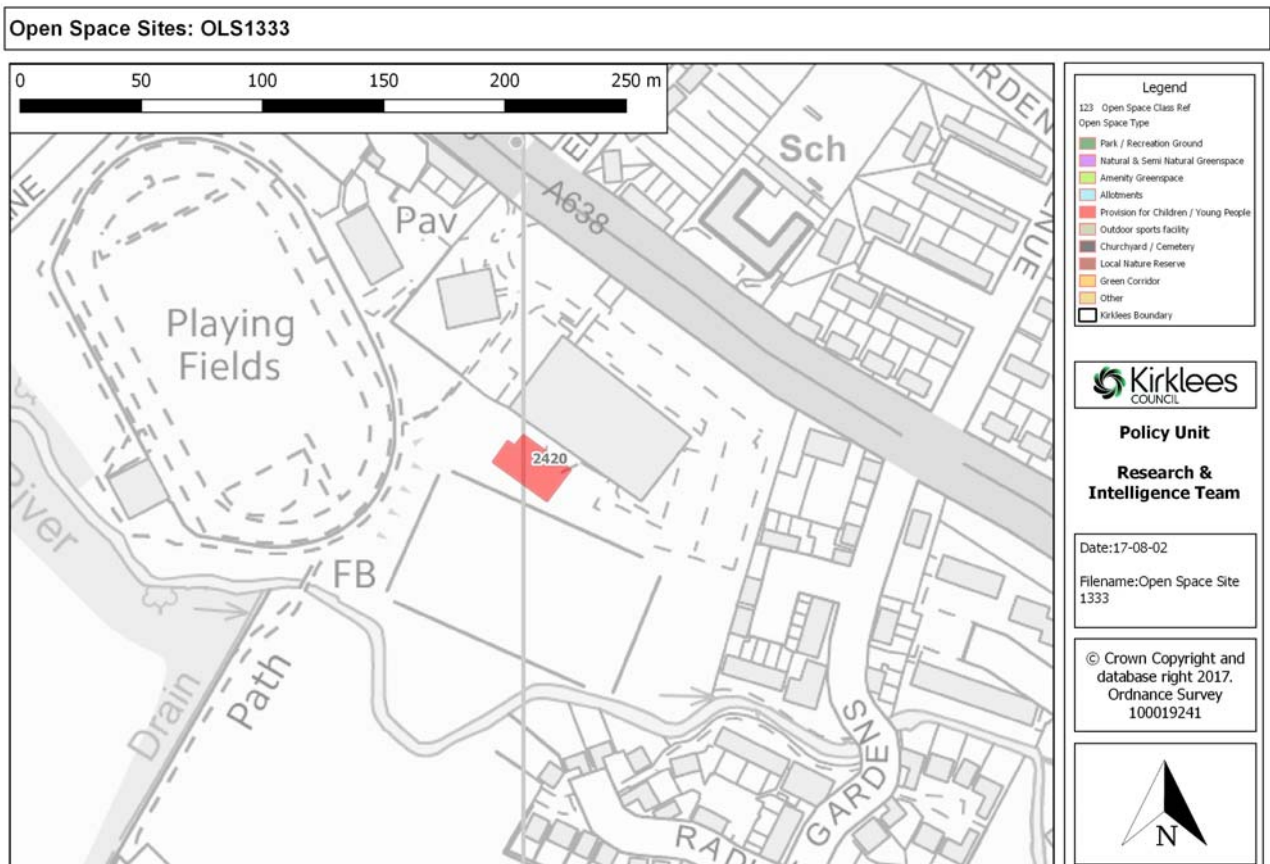 Open Space Sites: OLS1333
0 50 100 150 200 250 m
Sch
A638
Pav
NUE
Playing
Fields
2420
River
FB
Path
Drain
GARDENS
Legend
123 Open Space Class Ref
Open Space Type
Park / Recreation Ground
Natural & Semi Natural Greenspace
Amenity Greenspace
Allotments
Provision for Children / Young People
Outdoor sports facility
Churchyard / Cemetery
Local Nature Reserve
Green Corridor
Other
Kirklees Boundary
Kirklees
COUNCIL
Policy Unit
Research &
Intelligence Team
Date:17-08-02
Filename:Open Space Site
1333
© Crown Copyright and
database right 2017.
Ordnance Survey
100019241
N